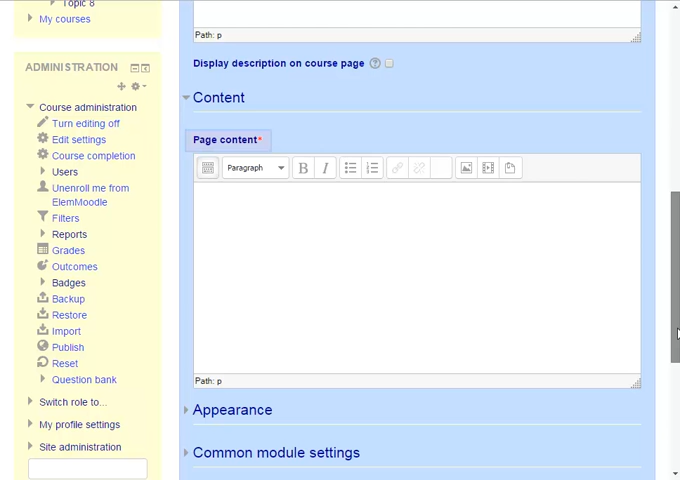 Topic 8
My courses
ADMINISTRATION
Course administration
Turn editing off
Edit settings
Course completion
Users
Unenroll me from
ElemMoodle
Filters
Reports
Grades
Outcomes
Badges
Backup
Restore
Import
Publish
Reset
Question bank
Switch role to...
My profile settings
Site administration
Path: p
Display description on course page
Content
Page content*
Paragraph
B I
Path: p
Appearance
Common module settings